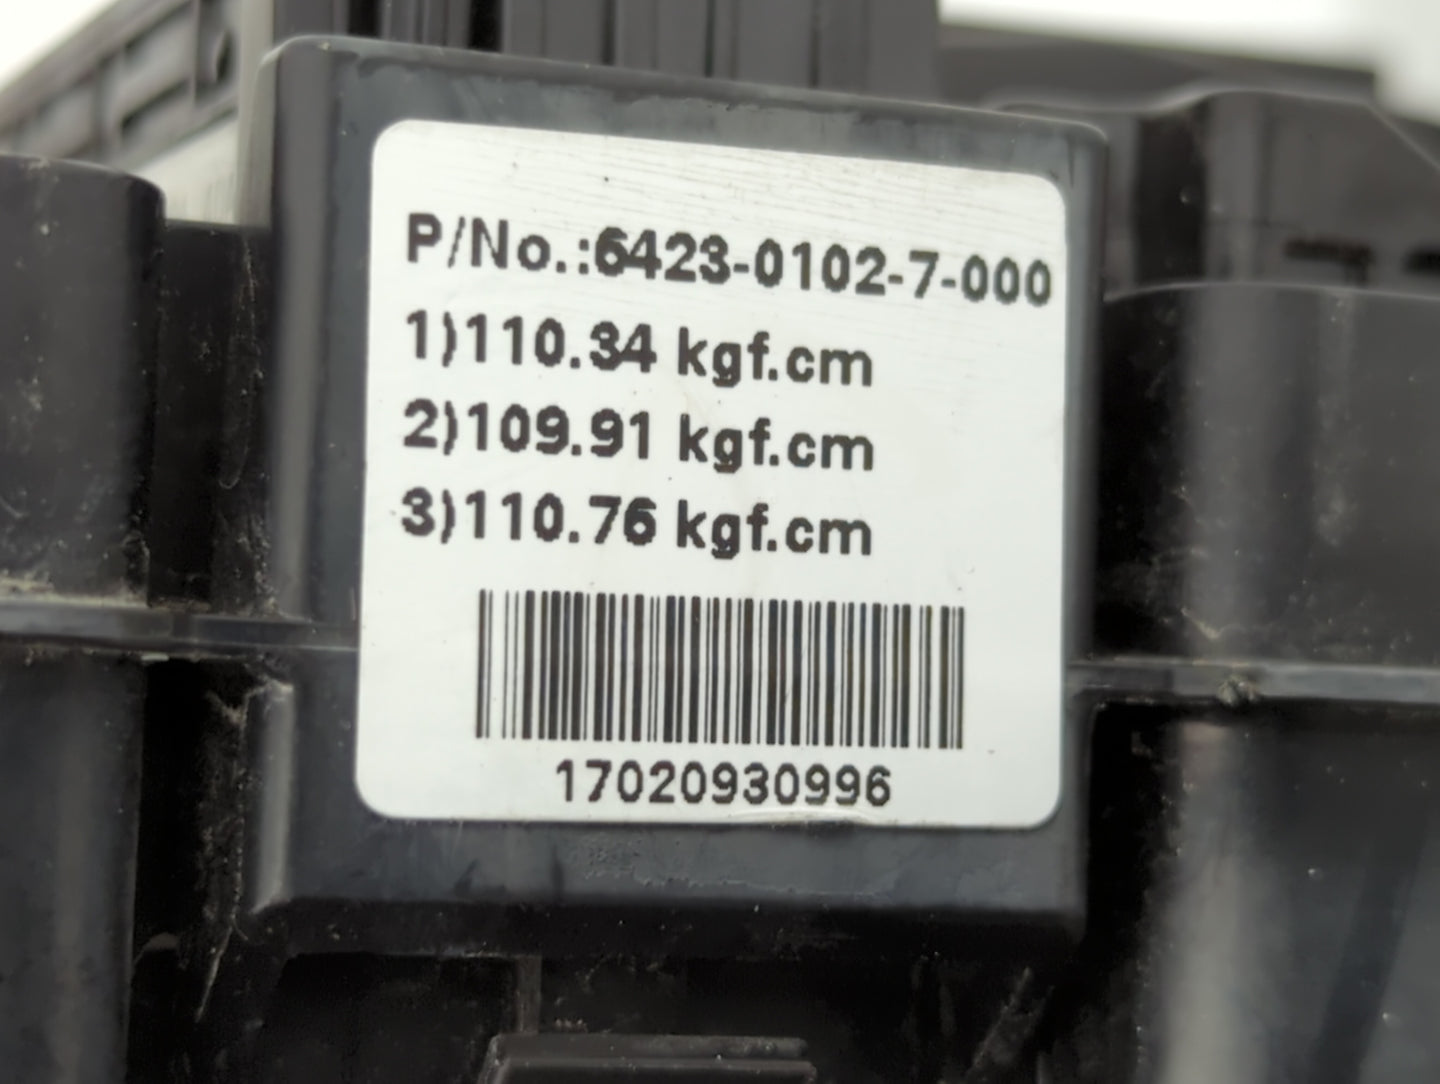 P/No.:6423-0102-7-000
1)110.34 kgf.cm
2)109.91 kgf.cm
3)110.76 kgf.cm
17020930996